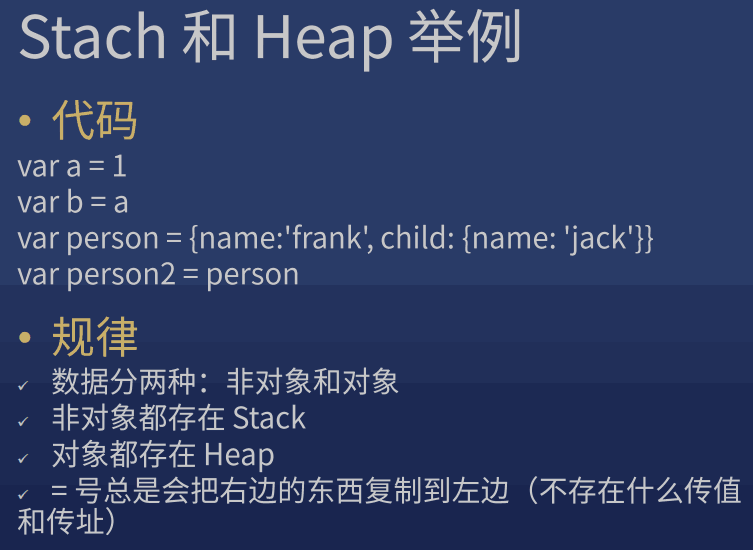 Stach 和 Heap 举例
• 代码
var a = 1
var b = a
var person = {name:'frank', child: {name: 'jack'}}
var person2 = person
• 规律
✓ 数据分两种：非对象和对象
✓ 非对象都存在 Stack
✓ 对象都存在 Heap
✓ = 号总是会把右边的东西复制到左边（不存在什么传值
和传址）